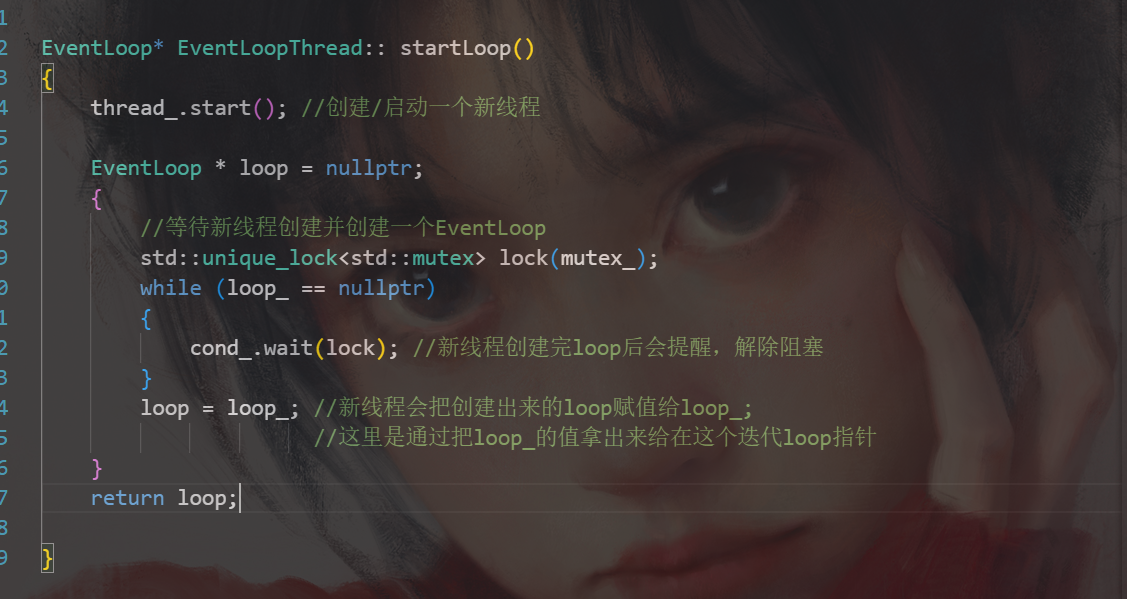 1
2 EventLoop* EventLoopThread:: startLoop()
3 {
4 thread_.start(); //创建/启动一个新线程
5
6 EventLoop * loop = nullptr;
7 {
8 //等待新线程创建并创建一个EventLoop
9 std::unique_lock<std::mutex> lock(mutex_);
0 while (loop_ == nullptr)
1 {
2 cond_.wait(lock); //新线程创建完loop后会提醒，解除阻塞
3 }
4 loop = loop_; //新线程会把创建出来的loop赋值给loop_;
5 //这里是通过把loop_的值拿出来给在这个迭代loop指针
6 }
7 return loop;
8
9 }